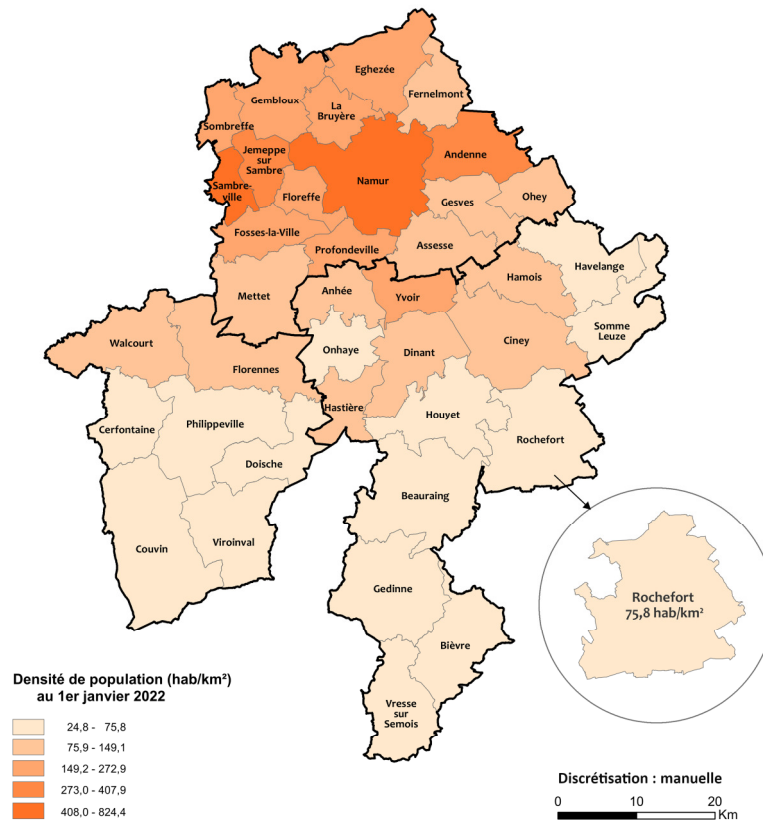 Eghezée
Fernelmont
Gembloux
La
Bruyère
Sombreffe
Jemeppe
sur
Sambre
Andenne
Namur
Sambre-
ville
Floreffe
Gesves
Ohey
Fosses-la-Ville
Profondeville
Assesse
Havelange
Hamois
Mettet
Anhée
Yvoir
Somme
Leuze
Walcourt
Onhaye
Dinant
Ciney
Florennes
Hastière
Houyet
Cerfontaine
Philippeville
Rochefort
Doische
Beauraing
Couvin
Viroinval
Gedinne
Rochefort
75,8 hab/km²
Bièvre
Vresse
sur
Semois
Densité de population (hab/km²)
au 1er janvier 2022
24,8 - 75,8
75,9 - 149,1
149,2 - 272,9
273,0 - 407,9
408,0 - 824,4
Discrétisation : manuelle
0 10 20
Km